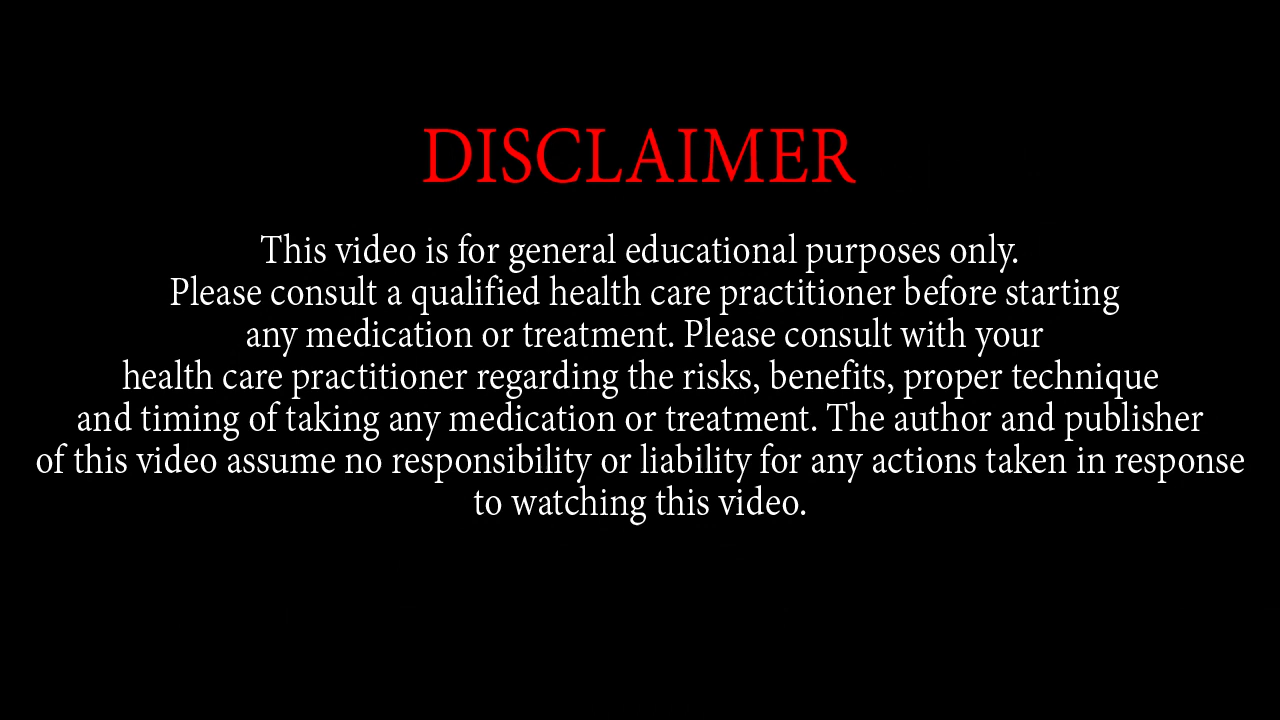 DISCLAIMER
This video is for general educational purposes only.
Please consult a qualified health care practitioner before starting
any medication or treatment. Please consult with your
health care practitioner regarding the risks, benefits, proper technique
and timing of taking any medication or treatment. The author and publisher
of this video assume no responsibility or liability for any actions taken in response
to watching this video.